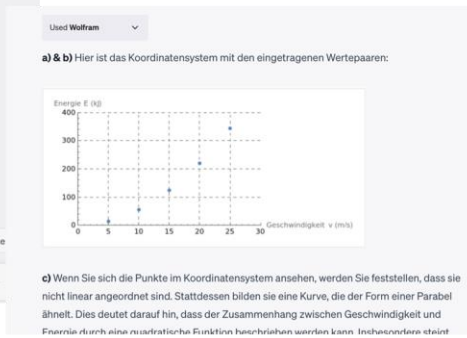 Used Wolfram
a) & b) Hier ist das Koordinatensystem mit den eingetragenen Wertepaaren:
Energie E (kJ)
400
300
200
100
0
0 5 10 15 20 25 30
Geschwindigkeit v (m/s)
e
c) Wenn Sie sich die Punkte im Koordinatensystem ansehen, werden Sie feststellen, dass sie
nicht linear angeordnet sind. Stattdessen bilden sie eine Kurve, die der Form einer Parabel
ähnelt. Dies deutet darauf hin, dass der Zusammenhang zwischen Geschwindigkeit und
Energie durch eine quadratische Funktion beschrieben werden kann. Insbesondere steigt